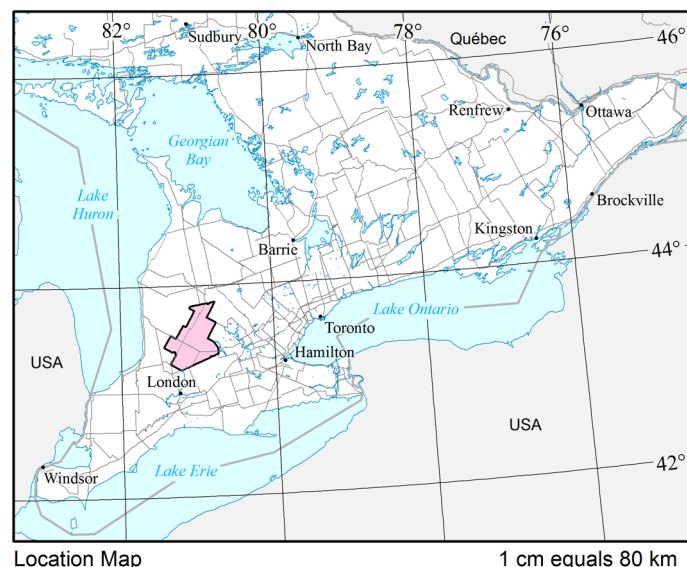 82°
80°
78°
76°
46°
Sudbury
North Bay
Québec
Renfrew
Ottawa
Georgian
Bay
Lake
Huron
Brockville
Kingston
Barrie
44°
Lake Ontario
Toronto
USA
Hamilton
London
USA
42°
Lake Erie
Windsor
Location Map
1 cm equals 80 km